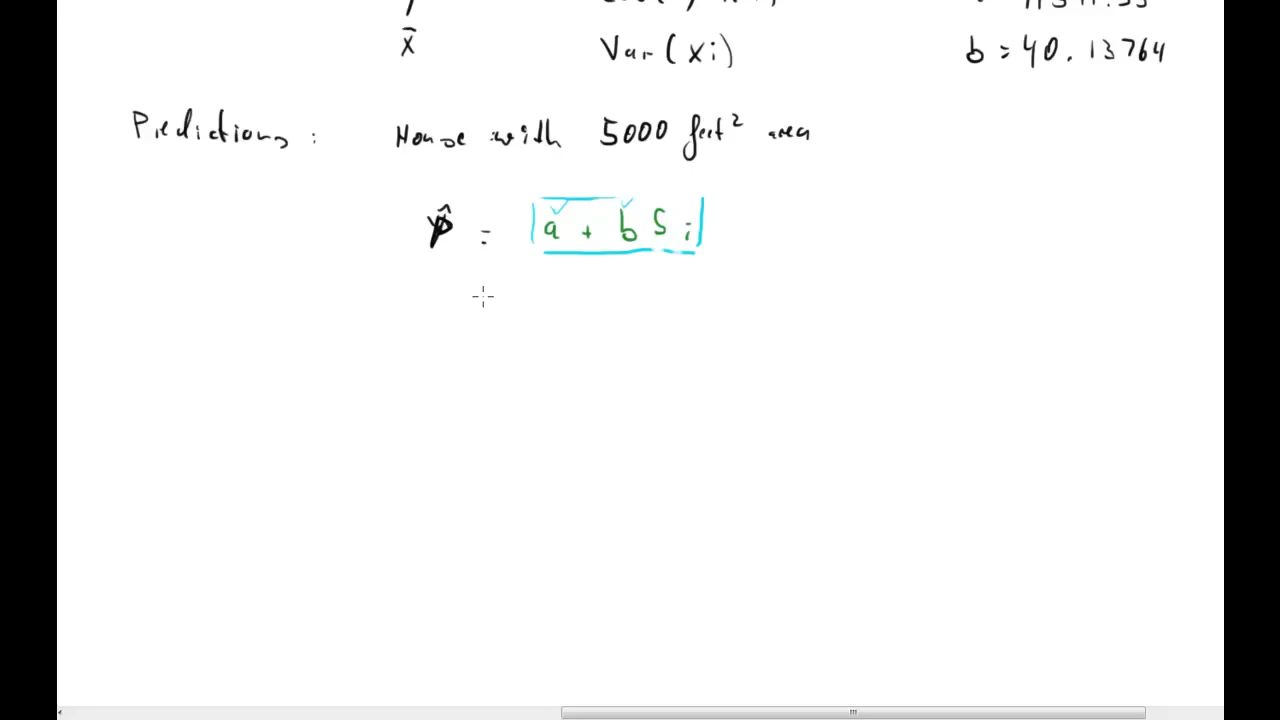 x̄ Var(xi) b = 40.13764
Predictions: House with 5000 feet² area
p̂ = a + b Si